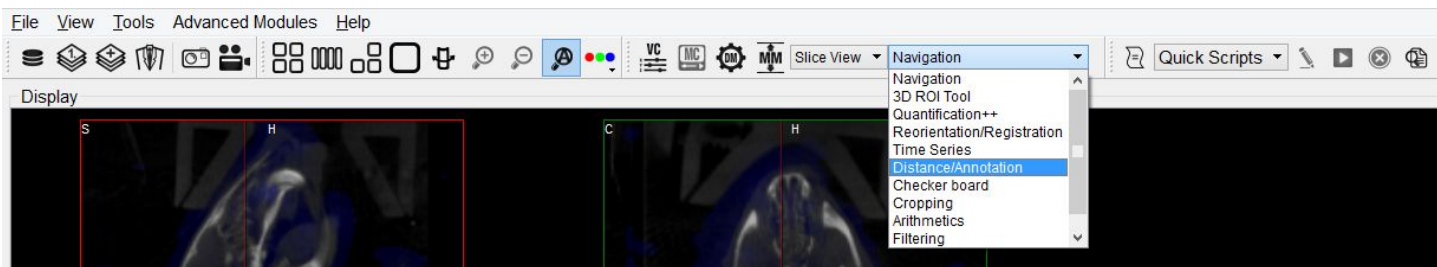 File View Tools Advanced Modules Help
1 + VC MC DM MM Slice View Navigation Quick Scripts
Display
Navigation
3D ROI Tool
Quantification++
Reorientation/Registration
Time Series
Distance/Annotation
Checker board
Cropping
Arithmetics
Filtering
S H
C H